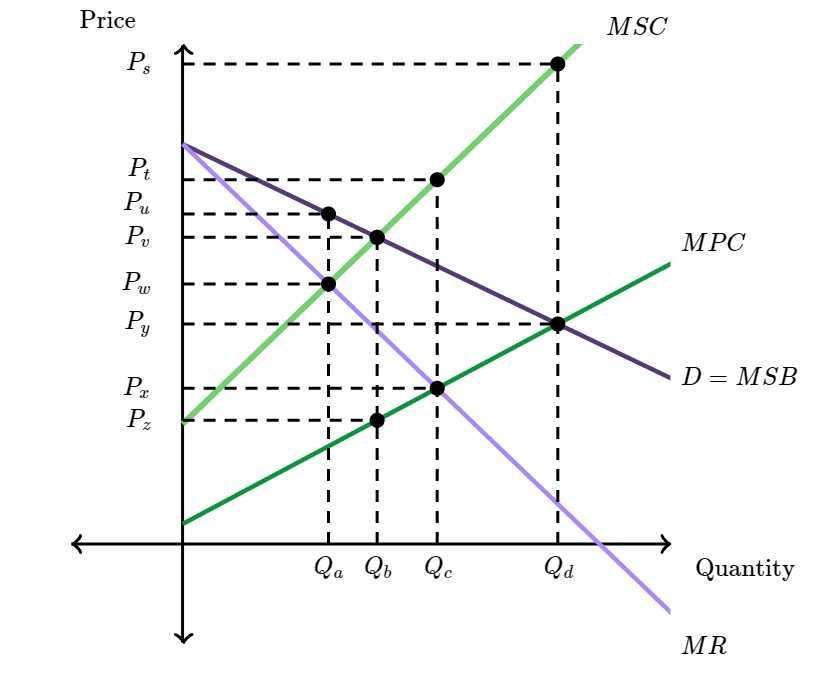 Price
MSC
P_s
P_t
P_u
P_v
MPC
P_w
P_y
D = MSB
P_x
P_z
Q_a Q_b Q_c Q_d Quantity
MR